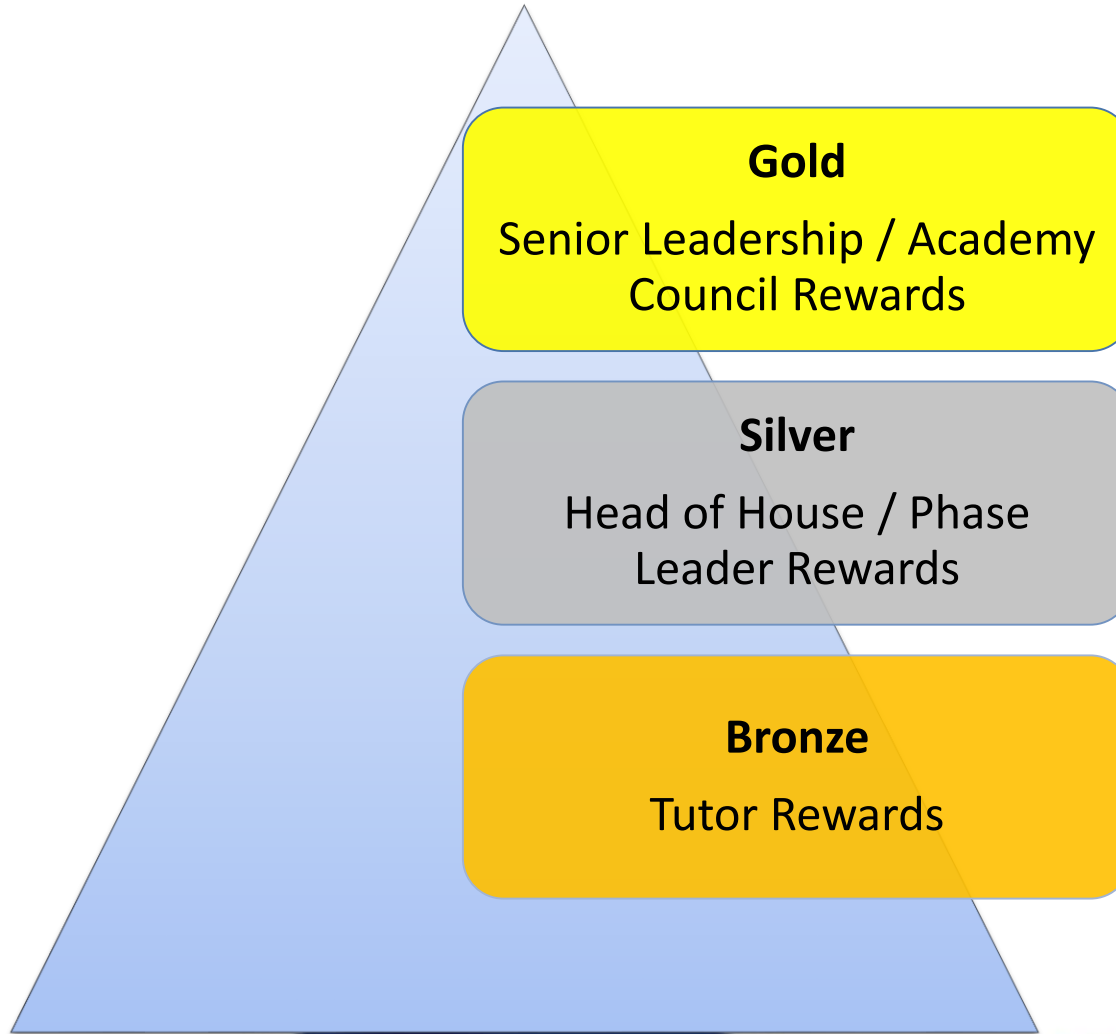 Gold
Senior Leadership / Academy
Council Rewards
Silver
Head of House / Phase
Leader Rewards
Bronze
Tutor Rewards